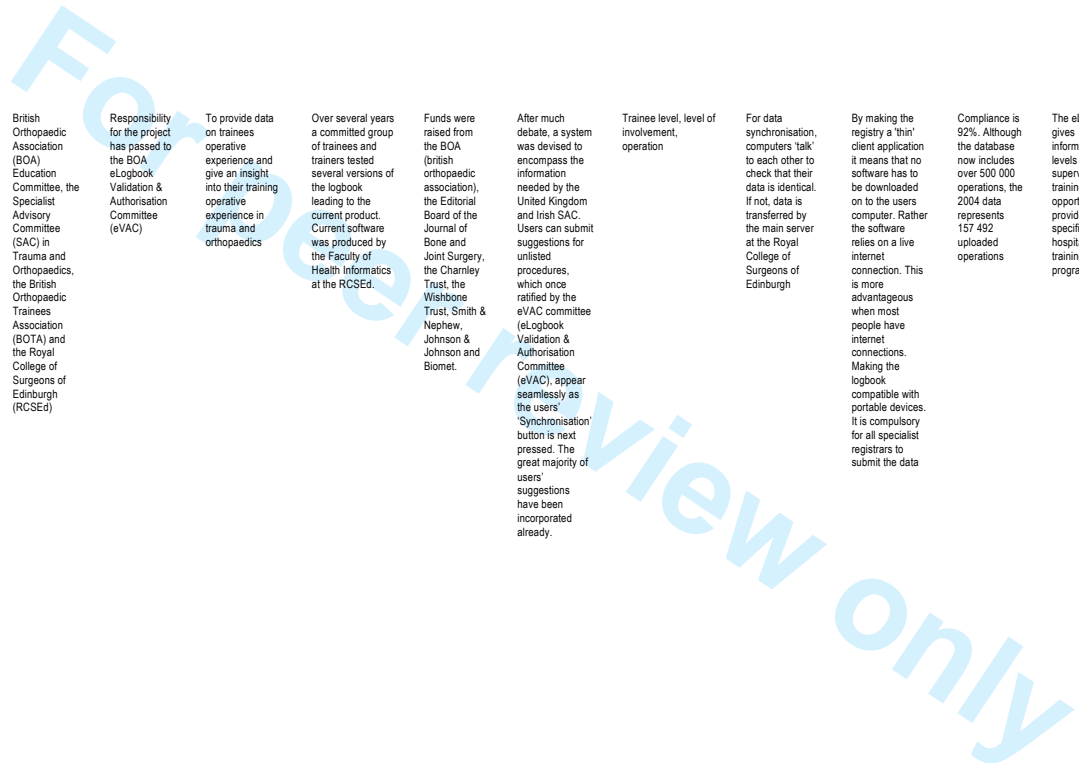 British
Orthopaedic
Association
(BOA)
Education
Committee, the
Specialist
Advisory
Committee
(SAC) in
Trauma and
Orthopaedics,
the British
Orthopaedic
Trainees
Association
(BOTA) and
the Royal
College of
Surgeons of
Edinburgh
(RCSEd)
Responsibility
for the project
has passed to
the BOA
eLogbook
Validation &
Authorisation
Committee
(eVAC)
To provide data
on trainees
operative
experience and
give an insight
into their training
operative
experience in
trauma and
orthopaedics
Over several years
a committed group
of trainees and
trainers tested
several versions of
the logbook
leading to the
current product.
Current software
was produced by
the Faculty of
Health Informatics
at the RCSEd.
Funds were
raised from
the BOA
(british
orthopaedic
association),
the Editorial
Board of the
Journal of
Bone and
Joint Surgery,
the Charnley
Trust, the
Wishbone
Trust, Smith &
Nephew,
Johnson &
Johnson and
Biomet.
After much
debate, a system
was devised to
encompass the
information
needed by the
United Kingdom
and Irish SAC.
Users can submit
suggestions for
unlisted
procedures,
which once
ratified by the
eVAC committee
(eLogbook
Validation &
Authorisation
Committee
(eVAC), appear
seamlessly as
the users'
'Synchronisation'
button is next
pressed. The
great majority of
users'
suggestions
have been
incorporated
already.
Trainee level, level of
involvement,
operation
For data
synchronisation,
computers 'talk'
to each other to
check that their
data is identical.
If not, data is
transferred by
the main server
at the Royal
College of
Surgeons of
Edinburgh
By making the
registry a 'thin'
client application
it means that no
software has to
be downloaded
on to the users
computer. Rather
the software
relies on a live
internet
connection. This
is more
advantageous
when most
people have
internet
connections.
Making the
logbook
compatible with
portable devices.
It is compulsory
for all specialist
registrars to
submit the data
Compliance is
92%. Although
the database
now includes
over 500 000
operations, the
2004 data
represents
157 492
uploaded
operations
The el
gives
inform
levels
superv
trainin
opport
provid
specifi
hospit
trainin
progra
For peer review only